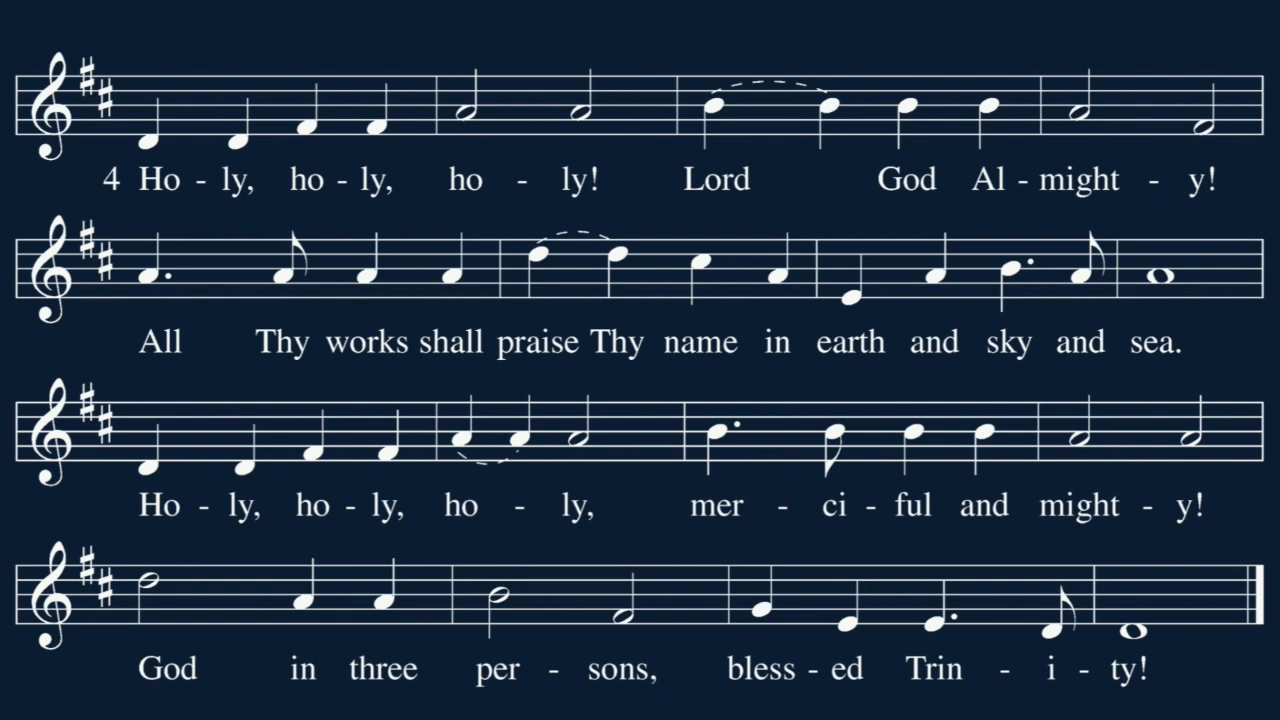 4 Ho - ly, ho - ly, ho - ly! Lord God Al - might - y!
All Thy works shall praise Thy name in earth and sky and sea.
Ho - ly, ho - ly, ho - ly, mer - ci - ful and might - y!
God in three per - sons, bless - ed Trin - i - ty!